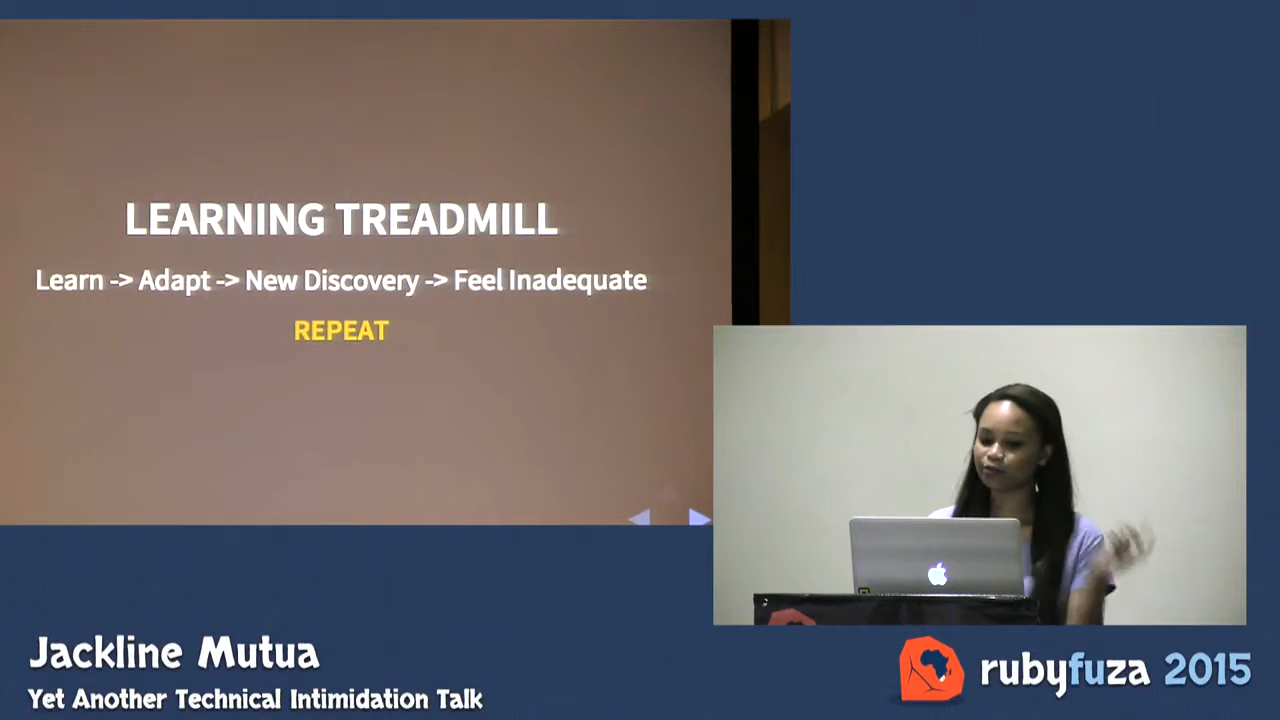 LEARNING TREADMILL
Learn -> Adapt -> New Discovery -> Feel Inadequate
REPEAT
Jackline Mutua
Yet Another Technical Intimidation Talk
rubyfuza 2015